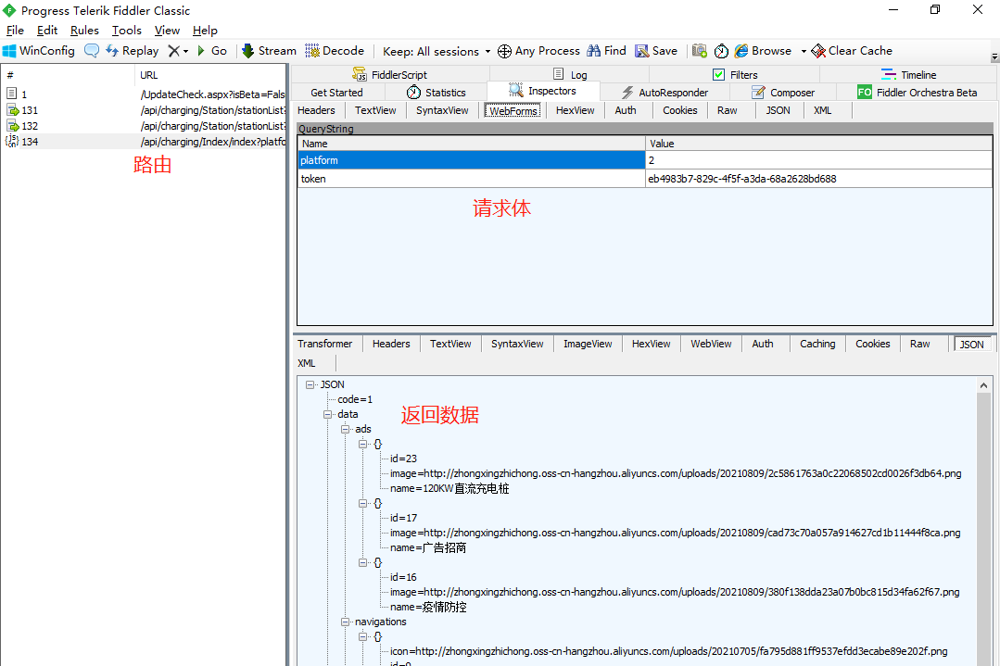 Progress Telerik Fiddler Classic
File Edit Rules Tools View Help
WinConfig Replay Go Stream Decode Keep: All sessions Any Process Find Save Browse Clear Cache
# URL
1 /UpdateCheck.aspx?isBeta=Fals
131 /api/charging/Station/stationList?
132 /api/charging/Station/stationList?
134 /api/charging/Index/index?platfo
路由
FiddlerScript Log Filters Timeline
Get Started Statistics Inspectors AutoResponder Composer FO Fiddler Orchestra Beta
Headers TextView SyntaxView WebForms HexView Auth Cookies Raw JSON XML
QueryString
Name Value
platform 2
token eb4983b7-829c-4f5f-a3da-68a2628bd688
请求体
Transformer Headers TextView SyntaxView ImageView HexView WebView Auth Caching Cookies Raw JSON
XML
JSON
code=1
data
返回数据
ads
{}
id=23
image=http://zhongxingzhichong.oss-cn-hangzhou.aliyuncs.com/uploads/20210809/2c5861763a0c22068502cd0026f3db64.png
name=120KW直流充电桩
{}
id=17
image=http://zhongxingzhichong.oss-cn-hangzhou.aliyuncs.com/uploads/20210809/cad73c70a057a914627cd1b11444f8ca.png
name=广告招商
{}
id=16
image=http://zhongxingzhichong.oss-cn-hangzhou.aliyuncs.com/uploads/20210809/380f138dda23a07b0bc815d34fa62f67.png
name=疫情防控
navigations
{}
icon=http://zhongxingzhichong.oss-cn-hangzhou.aliyuncs.com/uploads/20210705/fa795d881ff9537efdd3ecabe89e202f.png